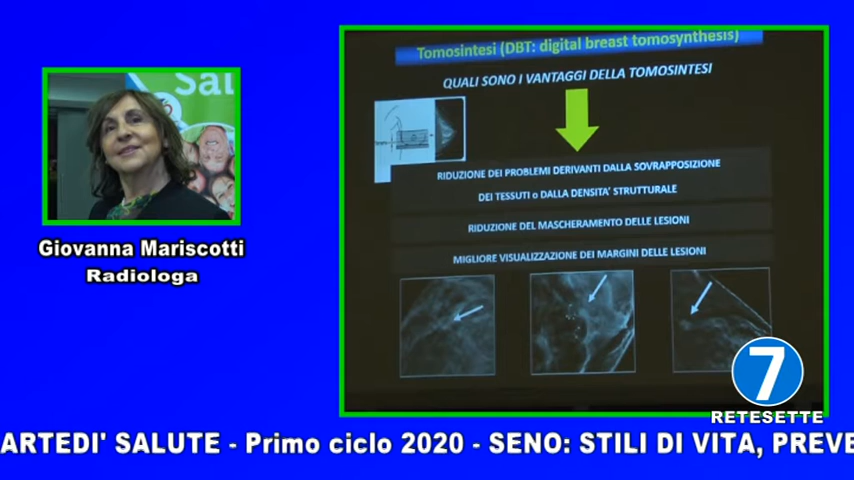 Sal
Giovanna Mariscotti
Radiologa
Tomosintesi (DBT: digital breast tomosynthesis)
QUALI SONO I VANTAGGI DELLA TOMOSINTESI
RIDUZIONE DEI PROBLEMI DERIVANTI DALLA SOVRAPPOSIZIONE
DEI TESSUTI o DALLA DENSITA' STRUTTURALE
RIDUZIONE DEL MASCHERAMENTO DELLE LESIONI
MIGLIORE VISUALIZZAZIONE DEI MARGINI DELLE LESIONI
7
RETESETTE
ARTEDI' SALUTE - Primo ciclo 2020 - SENO: STILI DI VITA, PREVE